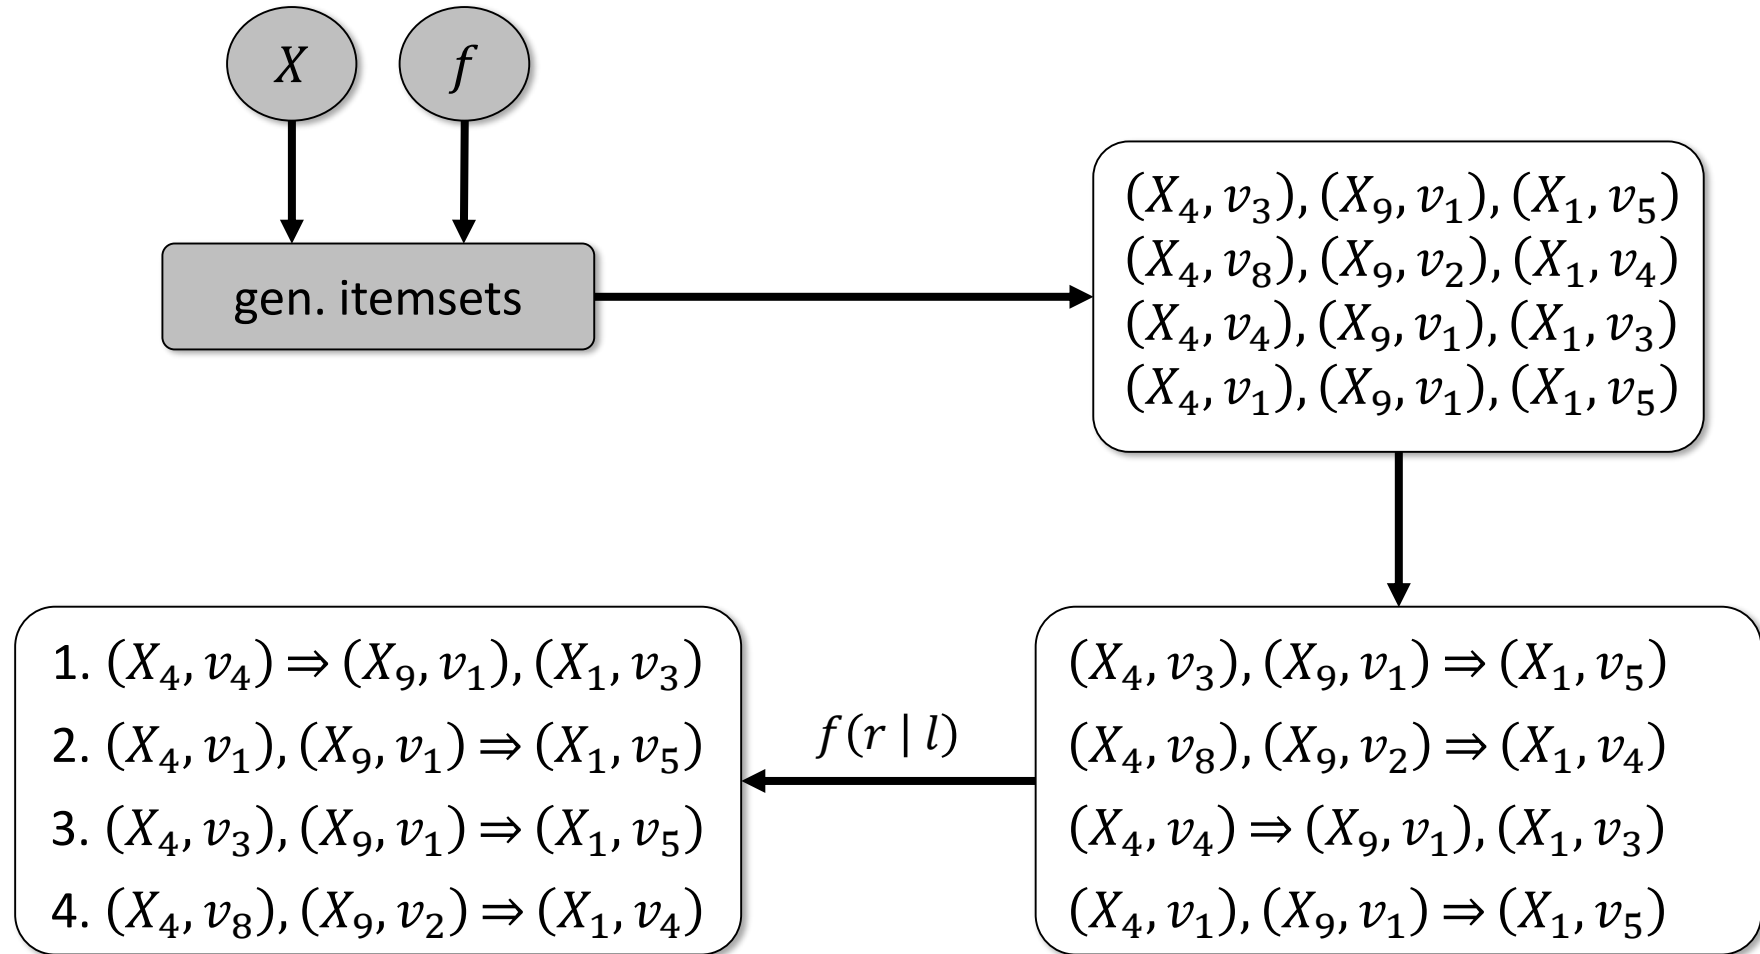 X
f
gen. itemsets
(X₄, v₃), (X₉, v₁), (X₁, v₅)
(X₄, v₈), (X₉, v₂), (X₁, v₄)
(X₄, v₄), (X₉, v₁), (X₁, v₃)
(X₄, v₁), (X₉, v₁), (X₁, v₅)
(X₄, v₃), (X₉, v₁) ⇒ (X₁, v₅)
(X₄, v₈), (X₉, v₂) ⇒ (X₁, v₄)
(X₄, v₄) ⇒ (X₉, v₁), (X₁, v₃)
(X₄, v₁), (X₉, v₁) ⇒ (X₁, v₅)
f(r | l)
1. (X₄, v₄) ⇒ (X₉, v₁), (X₁, v₃)
2. (X₄, v₁), (X₉, v₁) ⇒ (X₁, v₅)
3. (X₄, v₃), (X₉, v₁) ⇒ (X₁, v₅)
4. (X₄, v₈), (X₉, v₂) ⇒ (X₁, v₄)